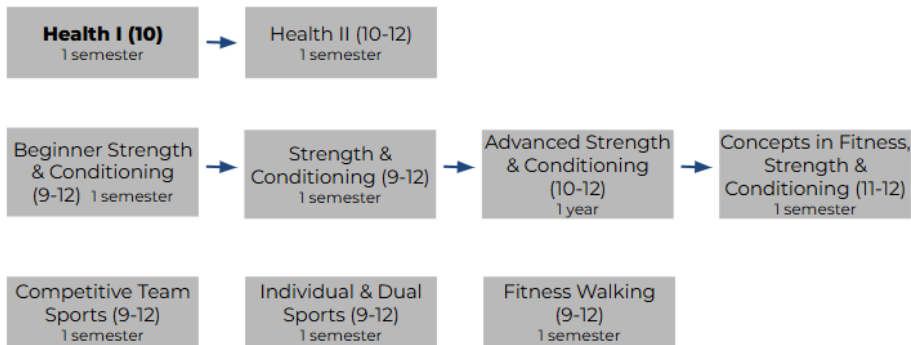 Health I (10)
1 semester
Health II (10-12)
1 semester
Beginner Strength
& Conditioning
(9-12) 1 semester
Strength &
Conditioning (9-12)
1 semester
Advanced Strength
& Conditioning
(10-12)
1 year
Concepts in Fitness,
Strength &
Conditioning (11-12)
1 semester
Competitive Team
Sports (9-12)
1 semester
Individual & Dual
Sports (9-12)
1 semester
Fitness Walking
(9-12)
1 semester